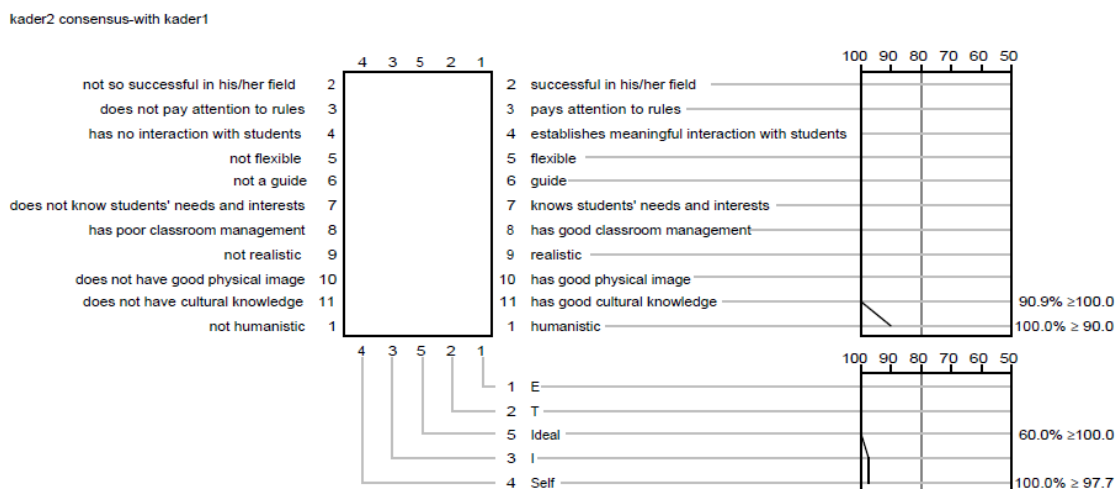 kader2 consensus-with kader1
4 3 5 2 1
100 90 80 70 60 50
not so successful in his/her field 2 2 successful in his/her field
does not pay attention to rules 3 3 pays attention to rules
has no interaction with students 4 4 establishes meaningful interaction with students
not flexible 5 5 flexible
not a guide 6 6 guide
does not know students' needs and interests 7 7 knows students' needs and interests
has poor classroom management 8 8 has good classroom management
not realistic 9 9 realistic
does not have good physical image 10 10 has good physical image
does not have cultural knowledge 11 11 has good cultural knowledge 90.9% ≥100.0
not humanistic 1 1 humanistic 100.0% ≥ 90.0
4 3 5 2 1
100 90 80 70 60 50
1 E
2 T
5 Ideal 60.0% ≥100.0
3 I
4 Self 100.0% ≥ 97.7